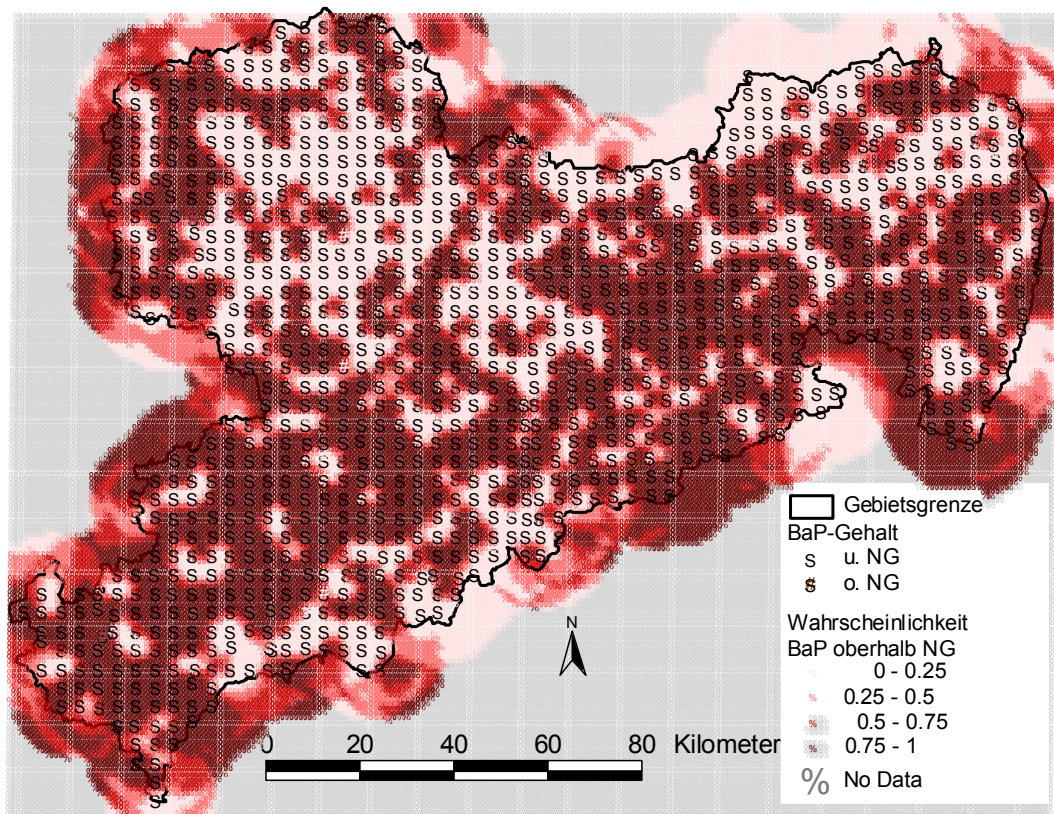 Gebietsgrenze
BaP-Gehalt
S u. NG
S o. NG
Wahrscheinlichkeit
BaP oberhalb NG
0 - 0.25
% 0.25 - 0.5
% 0.5 - 0.75
% 0.75 - 1
% No Data
N
0 20 40 60 80 Kilometer